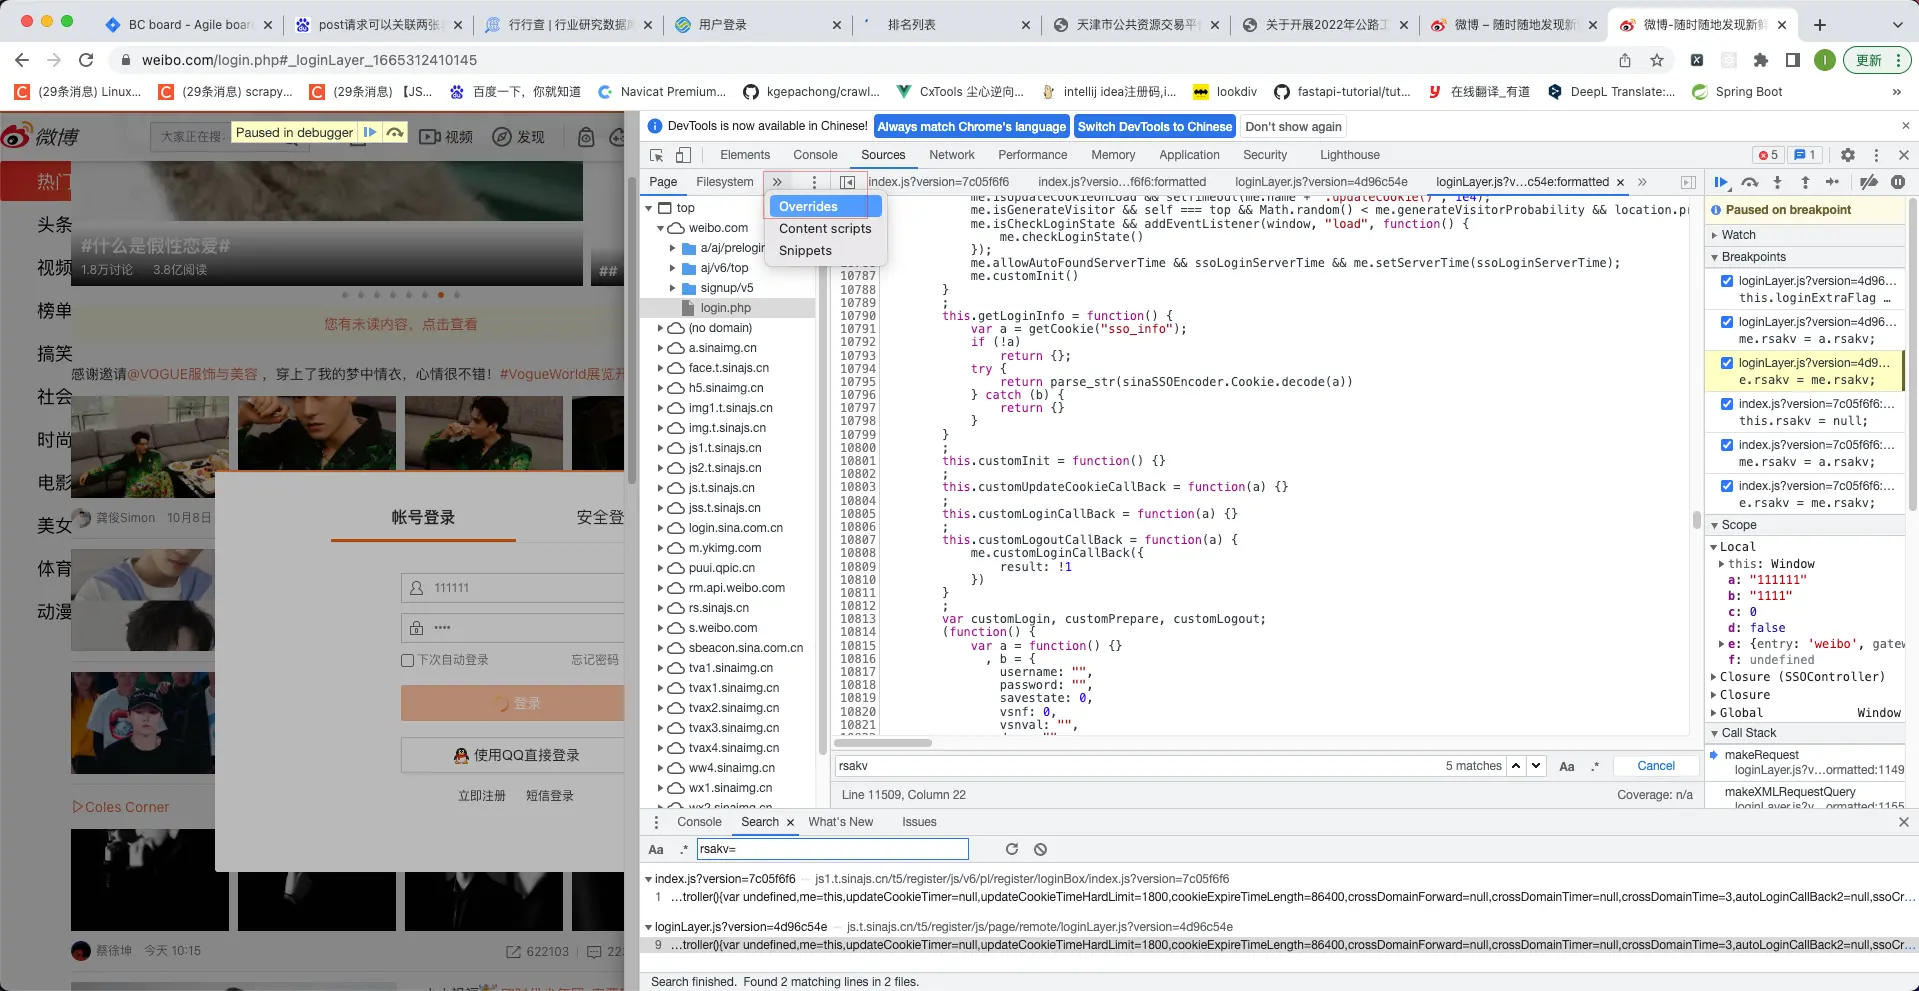 BC board - Agile boar
post请求可以关联两张
行行查 | 行业研究数据
用户登录
排名列表
天津市公共资源交易平
关于开展2022年公路工
微博 – 随时随地发现新
微博-随时随地发现新鲜
weibo.com/login.php#_loginLayer_1665312410145
更新
(29条消息) Linux...
(29条消息) scrapy...
(29条消息) 【JS...
百度一下，你就知道
Navicat Premium...
kgepachong/crawl...
CxTools 尘心逆向...
intellij idea注册码,i...
lookdiv
fastapi-tutorial/tut...
在线翻译_有道
DeepL Translate:...
Spring Boot
»
微博
大家正在搜
Paused in debugger
视频
发现
热门
头条
视频
榜单
搞笑
社会
时尚
电影
美女
体育
动漫
#什么是假性恋爱#
1.8万讨论 3.8亿阅读
##
您有未读内容，点击查看
感谢邀请@VOGUE服饰与美容 ，穿上了我的梦中情衣，心情很不错！#VogueWorld展览开
龚俊Simon 10月8日
帐号登录
安全登
111111
••••
下次自动登录
忘记密码
登录
使用QQ直接登录
立即注册 短信登录
▷Coles Corner
蔡徐坤 今天 10:15
622103
22
DevTools is now available in Chinese!
Always match Chrome's language
Switch DevTools to Chinese
Don't show again
Elements
Console
Sources
Network
Performance
Memory
Application
Security
Lighthouse
5
1
Page
Filesystem
»
Overrides
Content scripts
Snippets
index.js?version=7c05f6f6
index.js?versio...f6f6:formatted
loginLayer.js?version=4d96c54e
loginLayer.js?v...c54e:formatted
»
top
weibo.com
a/aj/prelogin
aj/v6/top
signup/v5
login.php
(no domain)
a.sinaimg.cn
face.t.sinajs.cn
h5.sinaimg.cn
img1.t.sinajs.cn
img.t.sinajs.cn
js1.t.sinajs.cn
js2.t.sinajs.cn
js.t.sinajs.cn
jss.t.sinajs.cn
login.sina.com.cn
m.ykimg.com
puui.qpic.cn
rm.api.weibo.com
rs.sinajs.cn
s.weibo.com
sbeacon.sina.com.cn
tva1.sinaimg.cn
tvax1.sinaimg.cn
tvax2.sinaimg.cn
tvax3.sinaimg.cn
tvax4.sinaimg.cn
ww4.sinaimg.cn
wx1.sinaimg.cn
wx2.sinaimg.cn
me.isUpdateCookieOnLoad && setTimeout(me.name + ".updateCookie()", 1e4);
me.isGenerateVisitor && self === top && Math.random() < me.generateVisitorProbability && location.pr
me.isCheckLoginState && addEventListener(window, "load", function() {
me.checkLoginState()
});
me.allowAutoFoundServerTime && ssoLoginServerTime && me.setServerTime(ssoLoginServerTime);
10787 me.customInit()
10788 }
10789 ;
10790 this.getLoginInfo = function() {
10791 var a = getCookie("sso_info");
10792 if (!a)
10793 return {};
10794 try {
10795 return parse_str(sinaSSOEncoder.Cookie.decode(a))
10796 } catch (b) {
10797 return {}
10798 }
10799 }
10800 ;
10801 this.customInit = function() {}
10802 ;
10803 this.customUpdateCookieCallBack = function(a) {}
10804 ;
10805 this.customLoginCallBack = function(a) {}
10806 ;
10807 this.customLogoutCallBack = function(a) {
10808 me.customLoginCallBack({
10809 result: !1
10810 })
10811 }
10812 ;
10813 var customLogin, customPrepare, customLogout;
10814 (function() {
10815 var a = function() {}
10816 , b = {
10817 username: "",
10818 password: "",
10819 savestate: 0,
10820 vsnf: 0,
10821 vsnval: "",
rsakv
5 matches
Aa
.*
Cancel
Line 11509, Column 22
Coverage: n/a
Paused on breakpoint
Watch
Breakpoints
loginLayer.js?version=4d96...
this.loginExtraFlag …
loginLayer.js?version=4d96...
me.rsakv = a.rsakv;
loginLayer.js?version=4d9...
e.rsakv = me.rsakv;
index.js?version=7c05f6f6:...
this.rsakv = null;
index.js?version=7c05f6f6:...
me.rsakv = a.rsakv;
index.js?version=7c05f6f6:...
e.rsakv = me.rsakv;
Scope
Local
this: Window
a: "111111"
b: "1111"
c: 0
d: false
e: {entry: 'weibo', gatew
f: undefined
Closure (SSOController)
Closure
Global Window
Call Stack
makeRequest
loginLayer.js?v...ormatted:1149
makeXMLRequestQuery
loginLayer.js?v...ormatted:1155
Console
Search
What's New
Issues
Aa
.*
rsakv=
index.js?version=7c05f6f6 — js1.t.sinajs.cn/t5/register/js/v6/pl/register/loginBox/index.js?version=7c05f6f6
1 …troller(){var undefined,me=this,updateCookieTimer=null,updateCookieTimeHardLimit=1800,cookieExpireTimeLength=86400,crossDomainForward=null,crossDomainTimer=null,crossDomainTime=3,autoLoginCallBack2=null,ssoCr…
loginLayer.js?version=4d96c54e — js.t.sinajs.cn/t5/register/js/page/remote/loginLayer.js?version=4d96c54e
9 …troller(){var undefined,me=this,updateCookieTimer=null,updateCookieTimeHardLimit=1800,cookieExpireTimeLength=86400,crossDomainForward=null,crossDomainTimer=null,crossDomainTime=3,autoLoginCallBack2=null,ssoCr…
Search finished. Found 2 matching lines in 2 files.